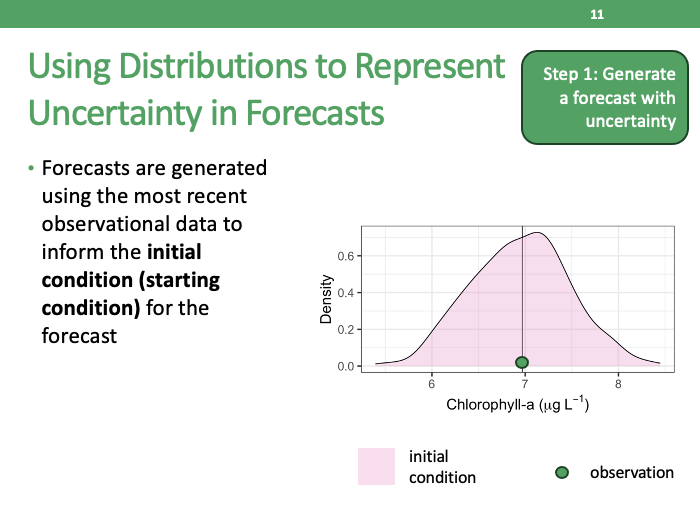 11
Using Distributions to Represent
Uncertainty in Forecasts
Step 1: Generate
a forecast with
uncertainty
• Forecasts are generated
using the most recent
observational data to
inform the initial
condition (starting
condition) for the
forecast
Density
0.6
0.4
0.2
0.0
6 7 8
Chlorophyll-a (μg L⁻¹)
initial
condition
observation